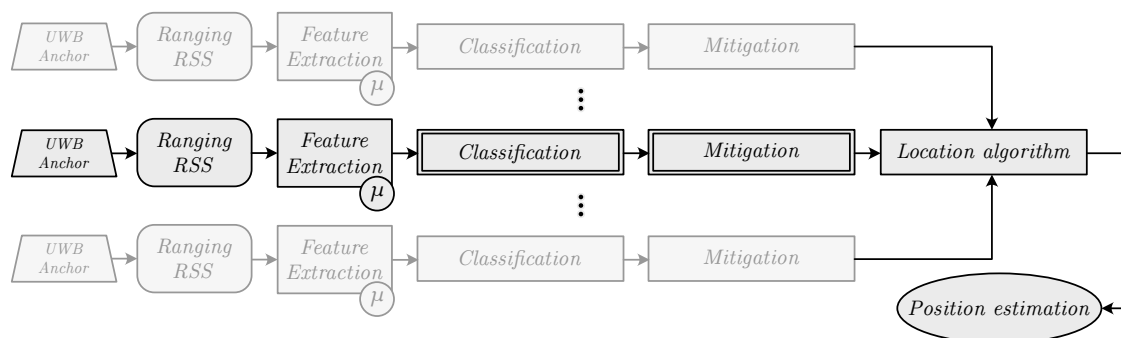 UWB
Anchor
Ranging
RSS
Feature
Extraction
μ
Classification
Mitigation
UWB
Anchor
Ranging
RSS
Feature
Extraction
μ
Classification
Mitigation
Location algorithm
UWB
Anchor
Ranging
RSS
Feature
Extraction
μ
Classification
Mitigation
Position estimation